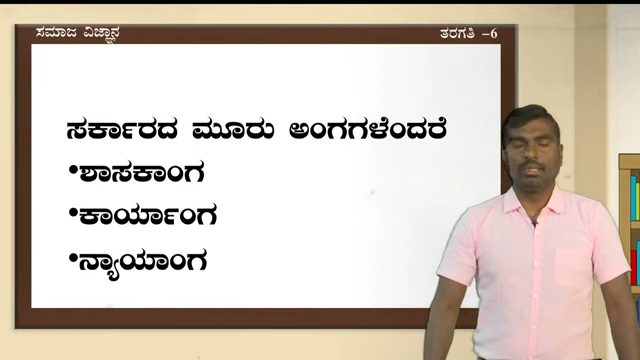 ಸಮಾಜ ವಿಜ್ಞಾನ ತರಗತಿ -6
ಸರ್ಕಾರದ ಮೂರು ಅಂಗಗಳೆಂದರೆ
•ಶಾಸಕಾಂಗ
•ಕಾರ್ಯಾಂಗ
•ನ್ಯಾಯಾಂಗ